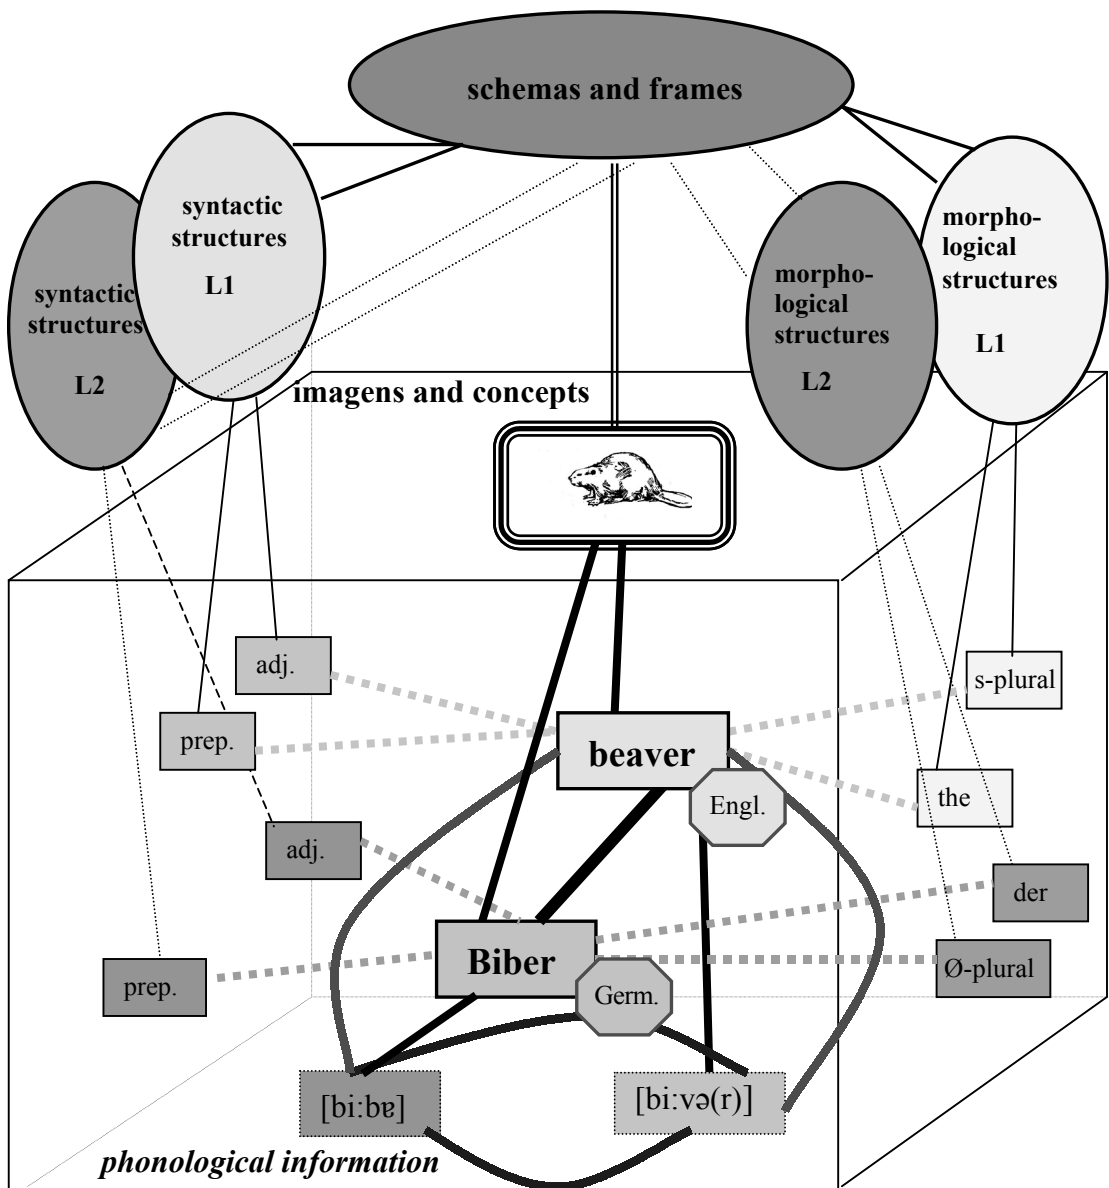 schemas and frames
syntactic
structures
L1
syntactic
structures
L2
morpho-
logical
structures
L1
morpho-
logical
structures
L2
imagens and concepts
adj.
s-plural
prep.
beaver
Engl.
the
adj.
der
Biber
Germ.
prep.
Ø-plural
[bi:bɐ]
[bi:və(r)]
phonological information